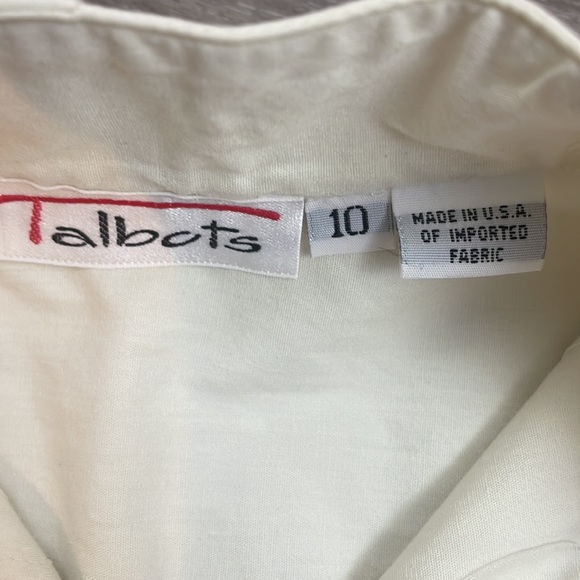 Talbots
10
MADE IN U.S.A.
OF IMPORTED
FABRIC